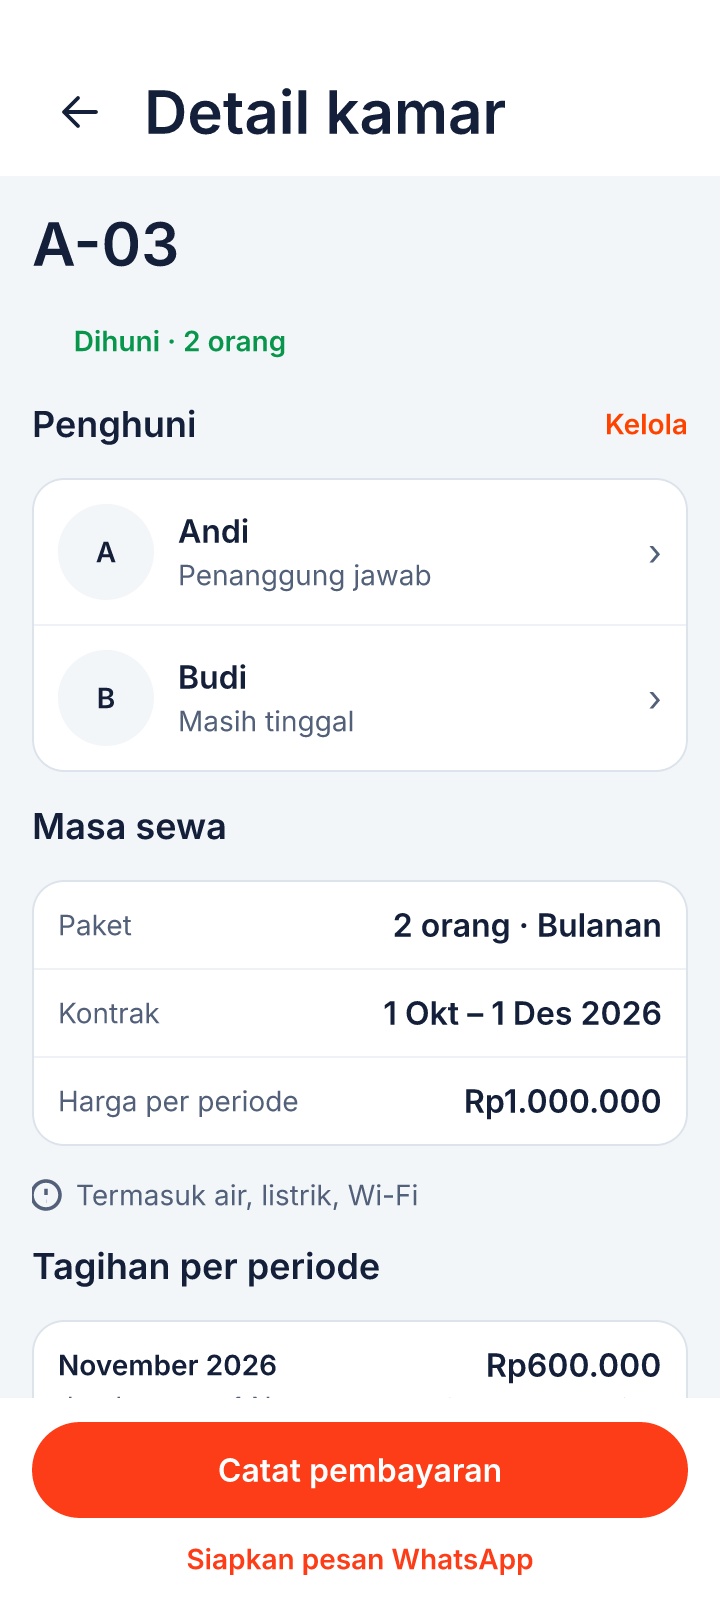 Detail kamar
A-03
Dihuni · 2 orang
Penghuni
Kelola
A
Andi
Penanggung jawab
›
B
Budi
Masih tinggal
›
Masa sewa
Paket
2 orang · Bulanan
Kontrak
1 Okt – 1 Des 2026
Harga per periode
Rp1.000.000
Termasuk air, listrik, Wi-Fi
Tagihan per periode
November 2026
Rp600.000
Catat pembayaran
Siapkan pesan WhatsApp